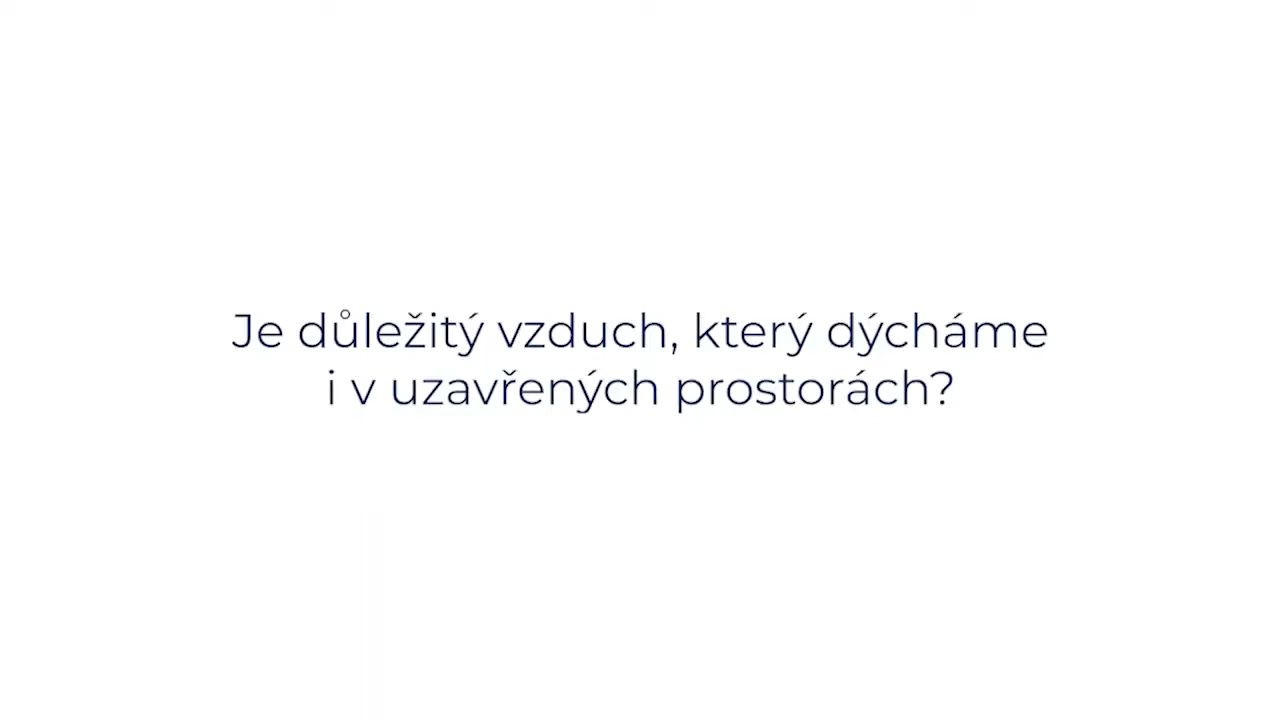 Je důležitý vzduch, který dýcháme
i v uzavřených prostorách?